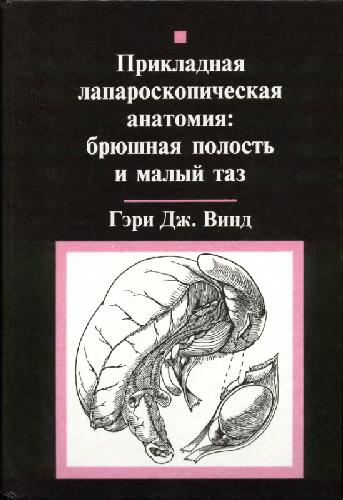 Прикладная
лапароскопическая
анатомия:
брюшная полость
и малый таз
Гэри Дж. Винд